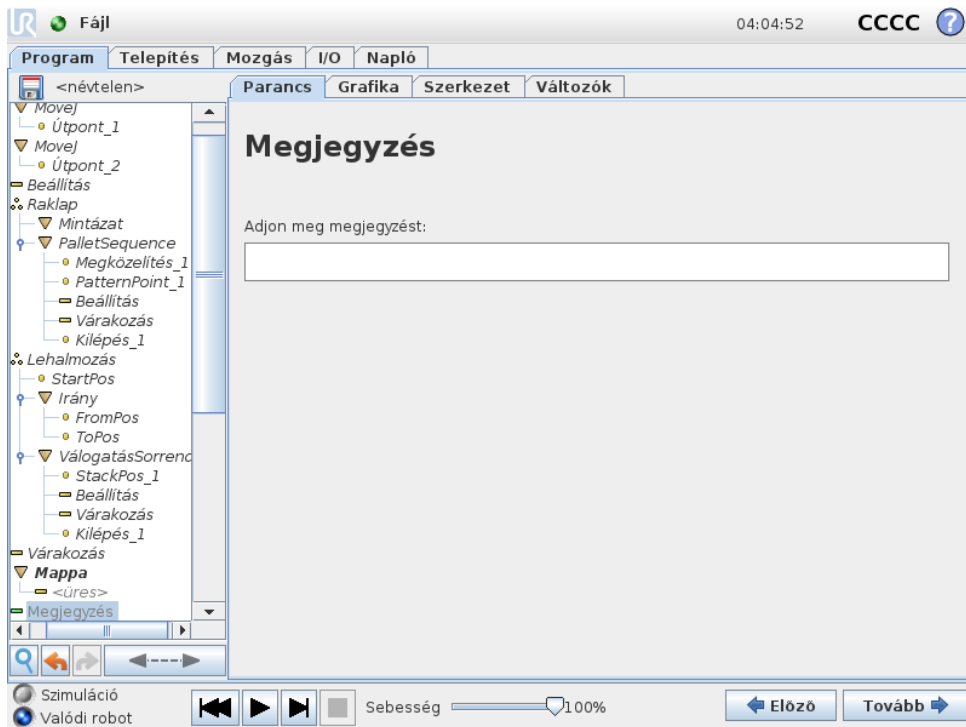 UR Fájl 04:04:52 CCCC ?
Program Telepítés Mozgás I/O Napló
<névtelen>
Parancs Grafika Szerkezet Változók
MoveJ
Útpont_1
MoveJ
Útpont_2
Beállítás
Raklap
Mintázat
PalletSequence
Megközelítés_1
PatternPoint_1
Beállítás
Várakozás
Kilépés_1
Lehalmozás
StartPos
Irány
FromPos
ToPos
VálogatásSorrend
StackPos_1
Beállítás
Várakozás
Kilépés_1
Várakozás
Mappa
<üres>
Megjegyzés
Megjegyzés
Adjon meg megjegyzést:
Szimuláció
Valódi robot
Sebesség 100%
Előző Tovább